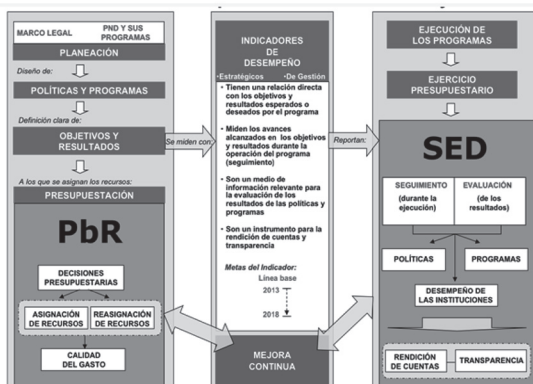 MARCO LEGAL
PND Y SUS
PROGRAMAS
PLANEACIÓN
Diseño de:
POLÍTICAS Y PROGRAMAS
Definición clara de:
OBJETIVOS Y
RESULTADOS
A los que se asignan los recursos:
PRESUPUESTACIÓN
PbR
DECISIONES
PRESUPUESTARIAS
ASIGNACIÓN
DE RECURSOS
REASIGNACIÓN
DE RECURSOS
CALIDAD
DEL GASTO
Se miden con
INDICADORES
DE
DESEMPEÑO
•Estratégicos
•De Gestión
• Tienen una relación directa
con los objetivos y
resultados esperados o
deseados por el programa
• Miden los avances
alcanzados en los objetivos
y resultados durante la
operación del programa
(seguimiento)
• Son un medio de
información relevante para
la evaluación de los
resultados de las políticas y
programas
• Son un instrumento para la
rendición de cuentas y
transparencia
Metas del Indicador:
Línea base
2013
2018
MEJORA
CONTINUA
Reportan:
EJECUCIÓN DE
LOS PROGRAMAS
EJERCICIO
PRESUPUESTARIO
SED
SEGUIMIENTO
(durante la
ejecución)
EVALUACIÓN
(de los
resultados)
POLÍTICAS
PROGRAMAS
DESEMPEÑO DE
LAS INSTITUCIONES
RENDICIÓN
DE CUENTAS
TRANSPARENCIA